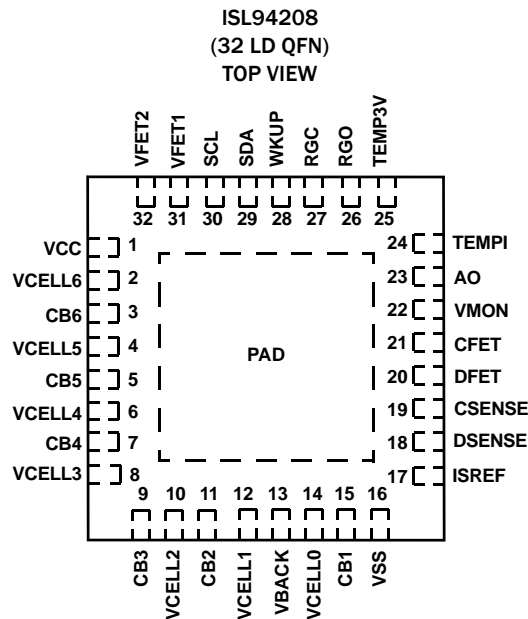 ISL94208
(32 LD QFN)
TOP VIEW
VFET2
VFET1
SCL
SDA
WKUP
RGC
RGO
TEMP3V
32
31
30
29
28
27
26
25
VCC 1
VCELL6 2
CB6 3
VCELL5 4
CB5 5
VCELL4 6
CB4 7
VCELL3 8
PAD
24 TEMPI
23 AO
22 VMON
21 CFET
20 DFET
19 CSENSE
18 DSENSE
17 ISREF
9
10
11
12
13
14
15
16
CB3
VCELL2
CB2
VCELL1
VBACK
VCELL0
CB1
VSS